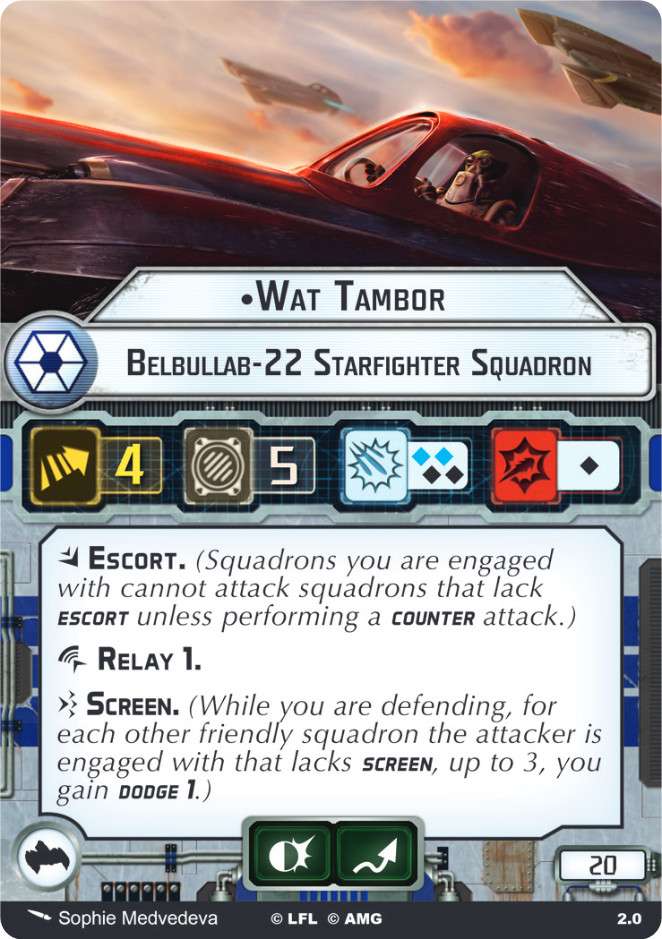 •Wat Tambor
Belbullab-22 Starfighter Squadron
4 5
Escort. (Squadrons you are engaged
with cannot attack squadrons that lack
escort unless performing a counter attack.)
Relay 1.
Screen. (While you are defending, for
each other friendly squadron the attacker is
engaged with that lacks screen, up to 3, you
gain dodge 1.)
20
Sophie Medvedeva © LFL © AMG 2.0